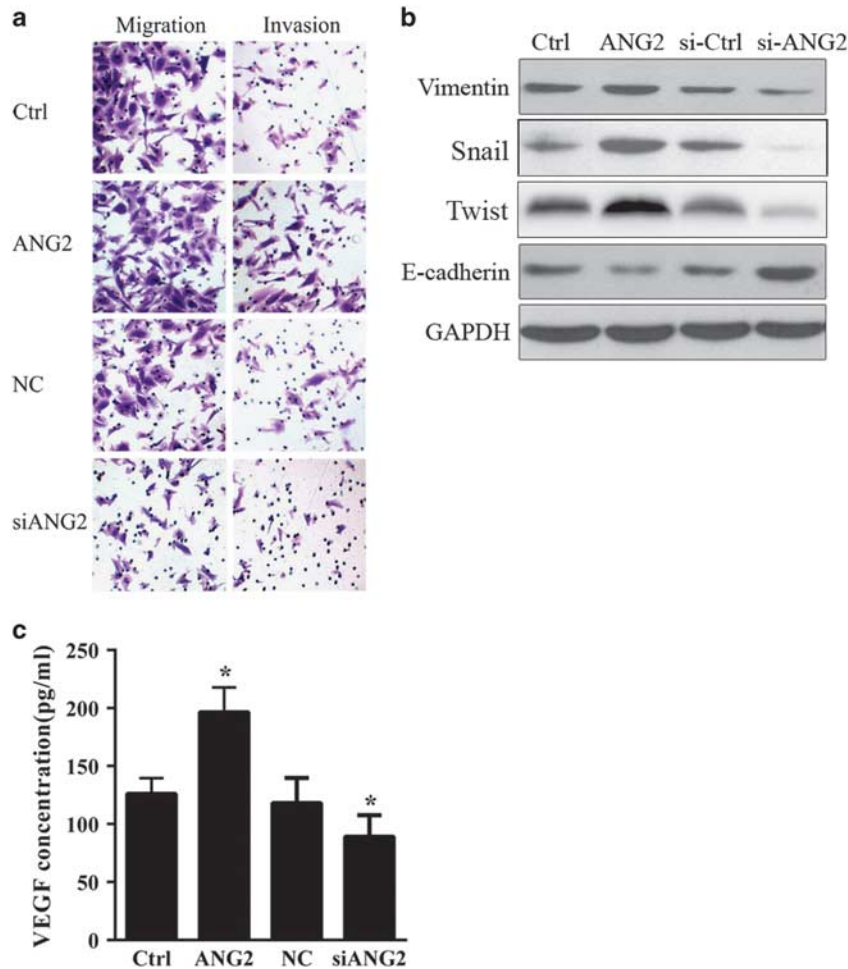 a
Migration Invasion
Ctrl
ANG2
NC
siANG2
b
Ctrl ANG2 si-Ctrl si-ANG2
Vimentin
Snail
Twist
E-cadherin
GAPDH
c
VEGF concentration(pg/ml)
250
200
150
100
50
0
* *
Ctrl ANG2 NC siANG2